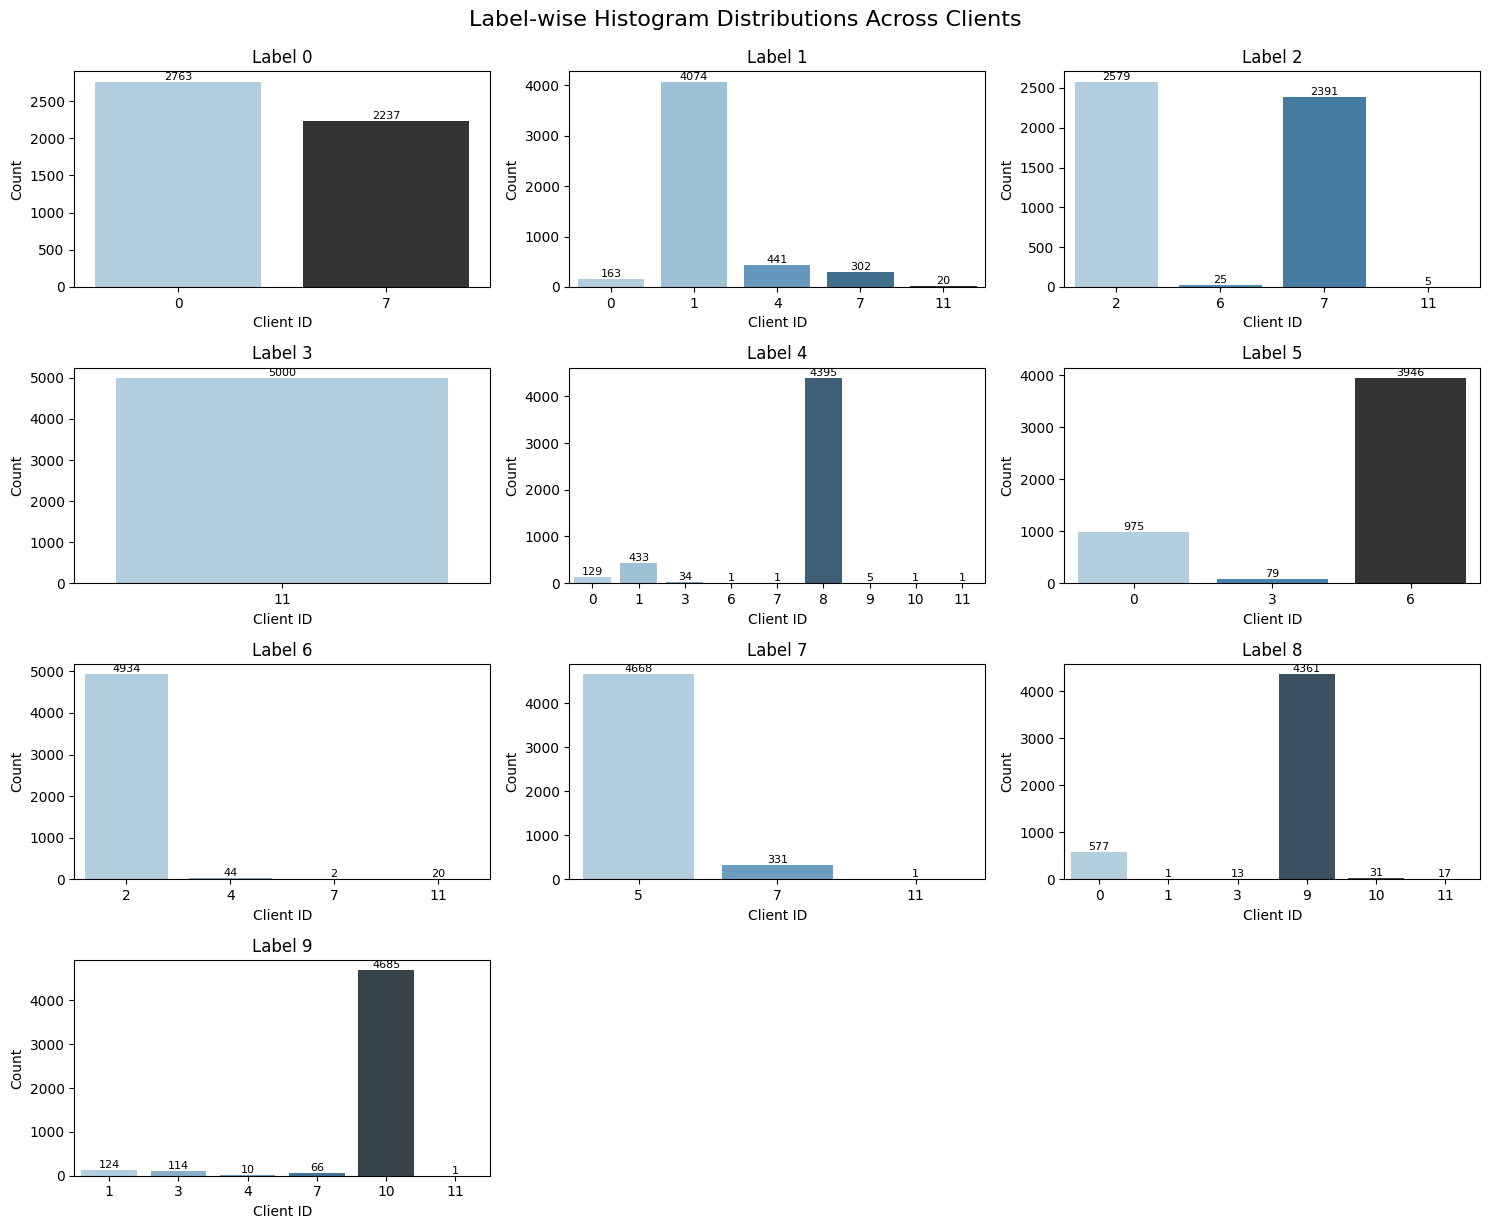 Label-wise Histogram Distributions Across Clients
Label 0
2763
2237
2500
2000
1500
1000
500
0
Count
0 7
Client ID
Label 1
163
4074
441
302
20
4000
3000
2000
1000
0
Count
0 1 4 7 11
Client ID
Label 2
2579
25
2391
5
2500
2000
1500
1000
500
0
Count
2 6 7 11
Client ID
Label 3
5000
5000
4000
3000
2000
1000
0
Count
11
Client ID
Label 4
129
433
34
1
1
4395
5
1
1
4000
3000
2000
1000
0
Count
0 1 3 6 7 8 9 10 11
Client ID
Label 5
975
79
3946
4000
3000
2000
1000
0
Count
0 3 6
Client ID
Label 6
4934
44
2
20
5000
4000
3000
2000
1000
0
Count
2 4 7 11
Client ID
Label 7
4668
331
1
4000
3000
2000
1000
0
Count
5 7 11
Client ID
Label 8
577
1
13
4361
31
17
4000
3000
2000
1000
0
Count
0 1 3 9 10 11
Client ID
Label 9
124
114
10
66
4685
1
4000
3000
2000
1000
0
Count
1 3 4 7 10 11
Client ID